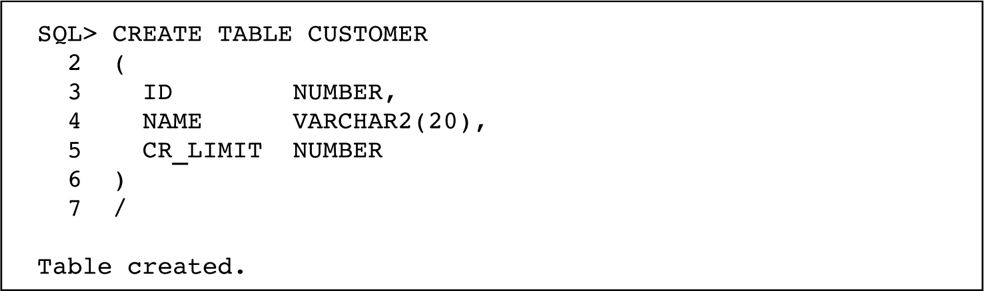 SQL> CREATE TABLE CUSTOMER
  2  (
  3    ID        NUMBER,
  4    NAME      VARCHAR2(20),
  5    CR_LIMIT  NUMBER
  6  )
  7  /
Table created.